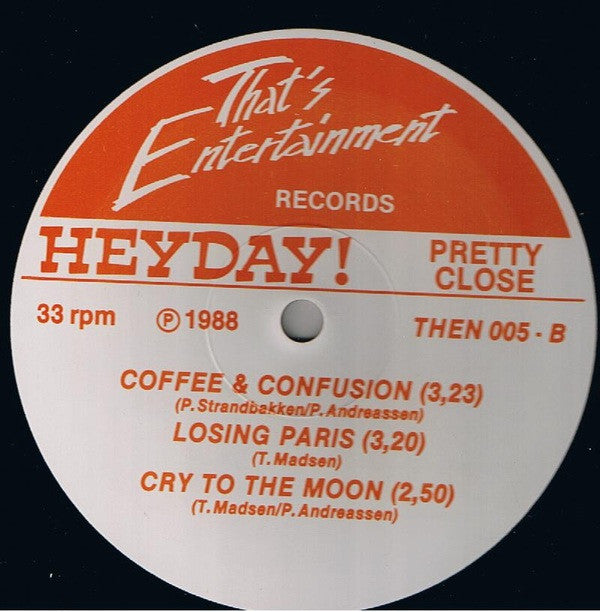 That's
Entertainment
RECORDS
HEYDAY!
PRETTY
CLOSE
33 rpm
℗ 1988
THEN 005 - B
COFFEE & CONFUSION (3,23)
(P.Strandbakken/P.Andreassen)
LOSING PARIS (3,20)
(T.Madsen)
CRY TO THE MOON (2,50)
(T.Madsen/P.Andreassen)